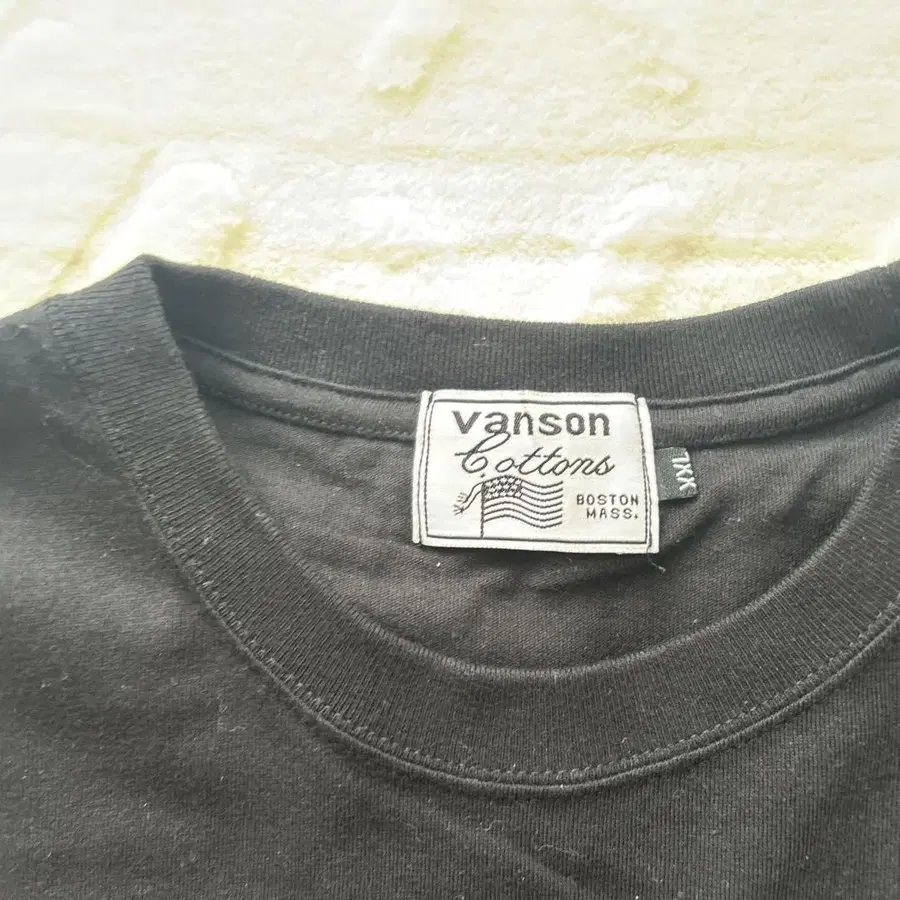 vanson
Cottons
BOSTON
MASS.
XXL